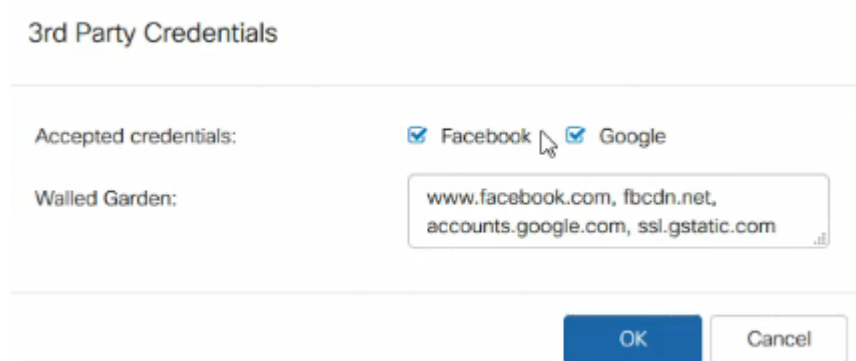 3rd Party Credentials
Accepted credentials: Facebook Google
Walled Garden: www.facebook.com, fbcdn.net,
accounts.google.com, ssl.gstatic.com
OK Cancel